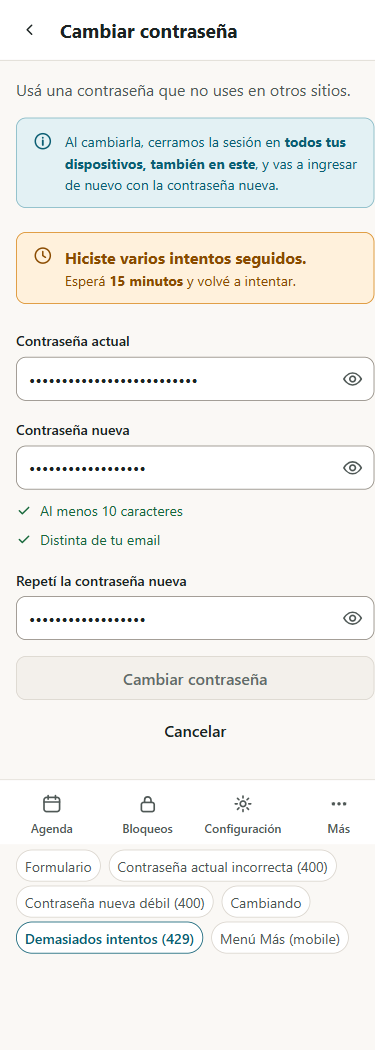 Cambiar contraseña
Usá una contraseña que no uses en otros sitios.
Al cambiarla, cerramos la sesión en todos tus
dispositivos, también en este, y vas a ingresar
de nuevo con la contraseña nueva.
Hiciste varios intentos seguidos.
Esperá 15 minutos y volvé a intentar.
Contraseña actual
••••••••••••••••••••••••••
Contraseña nueva
••••••••••••••••••
Al menos 10 caracteres
Distinta de tu email
Repetí la contraseña nueva
••••••••••••••••••
Cambiar contraseña
Cancelar
Agenda Bloqueos Configuración Más
Formulario Contraseña actual incorrecta (400)
Contraseña nueva débil (400) Cambiando
Demasiados intentos (429) Menú Más (mobile)